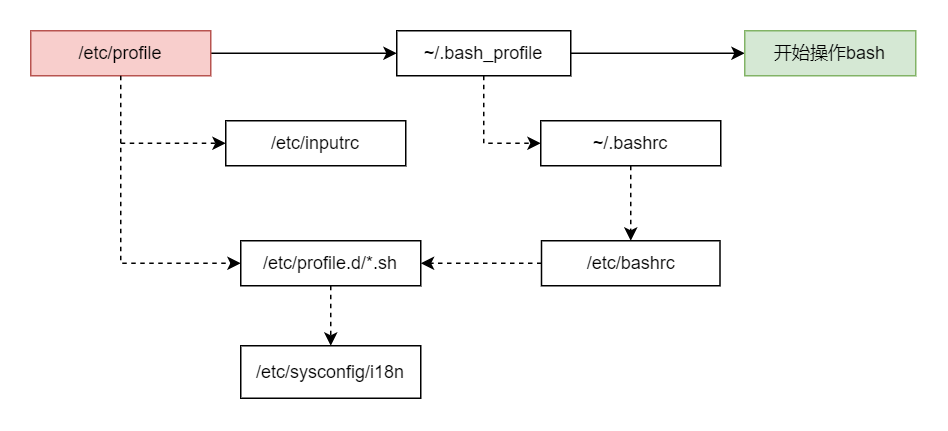 /etc/profile
~/.bash_profile
开始操作bash
/etc/inputrc
~/.bashrc
/etc/profile.d/*.sh
/etc/bashrc
/etc/sysconfig/i18n